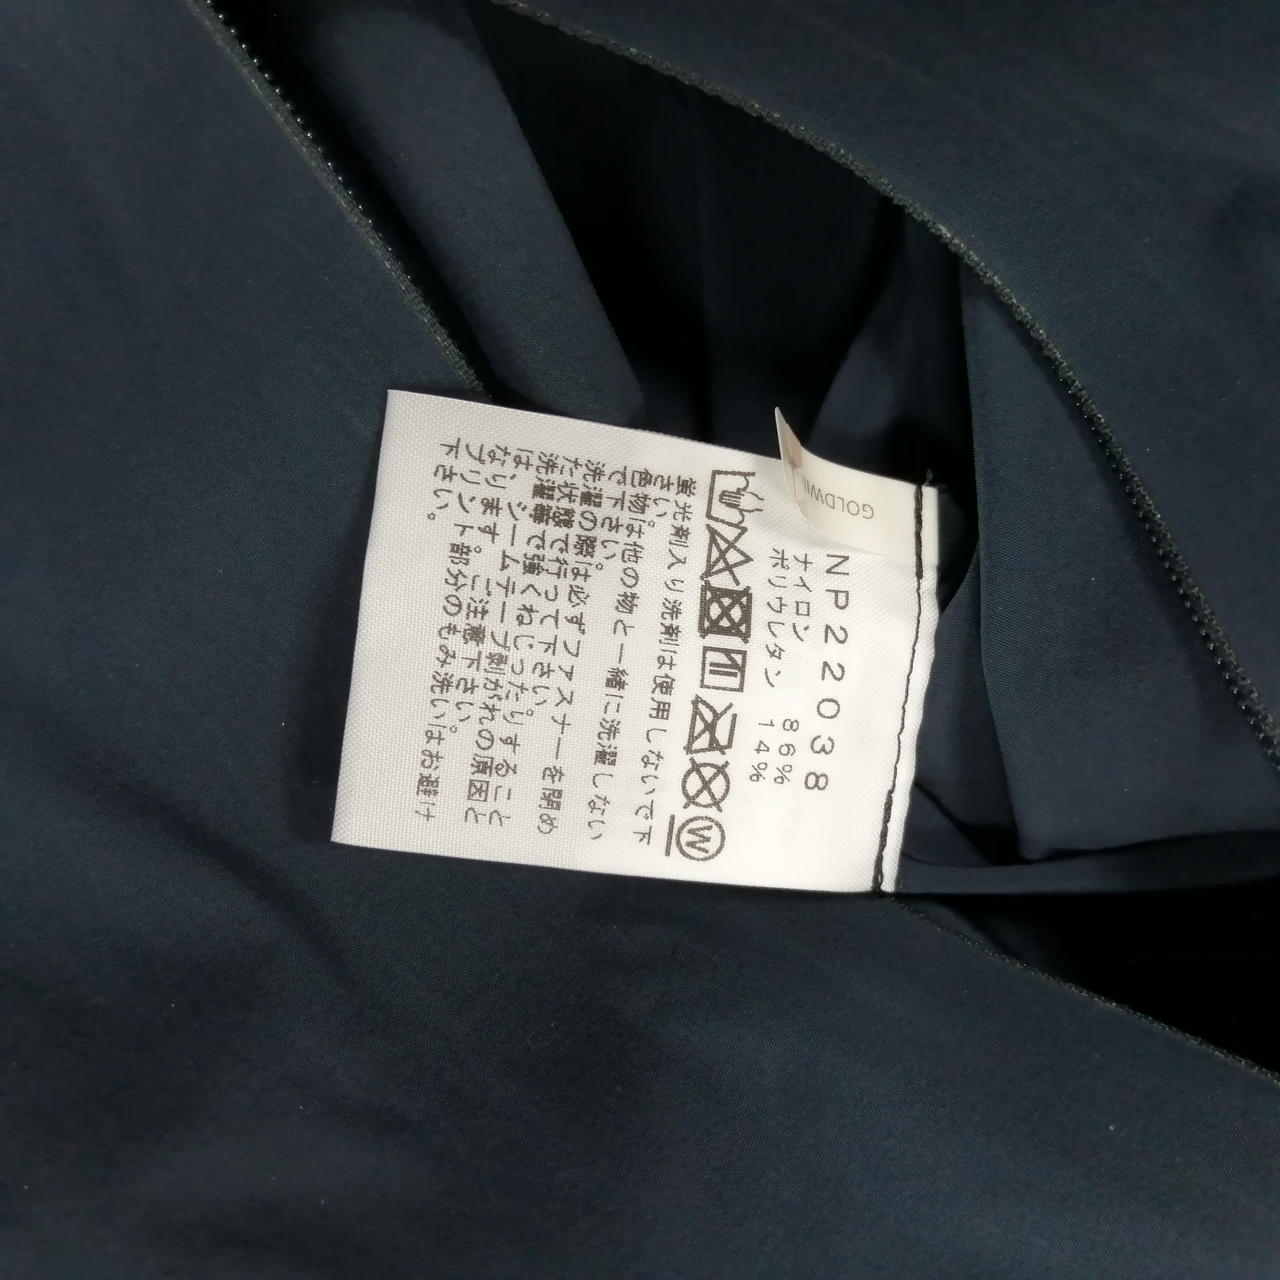 GOLDWIN
NP22038
ナイロン 86%
ポリウレタン 14%
W
蛍光剤入り洗剤は使用しないで下
さい。
色物は他の物と一緒に洗濯しない
で下さい。
洗濯の際は必ずファスナーを閉め
た状態で行って下さい。
洗濯等で強くねじったりすること
は、シームテープ剥がれの原因と
なります。ご注意下さい。
プリント部分のもみ洗いはお避け
下さい。